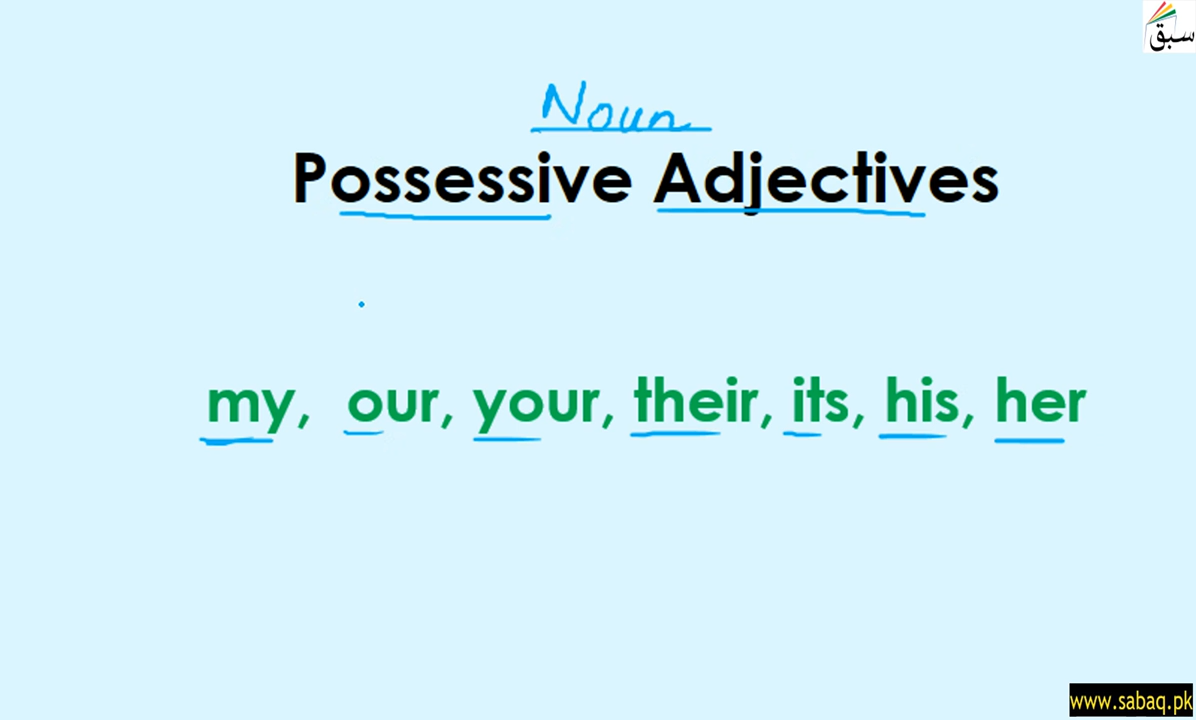 سبق
Noun
Possessive Adjectives
my, our, your, their, its, his, her
www.sabaq.pk